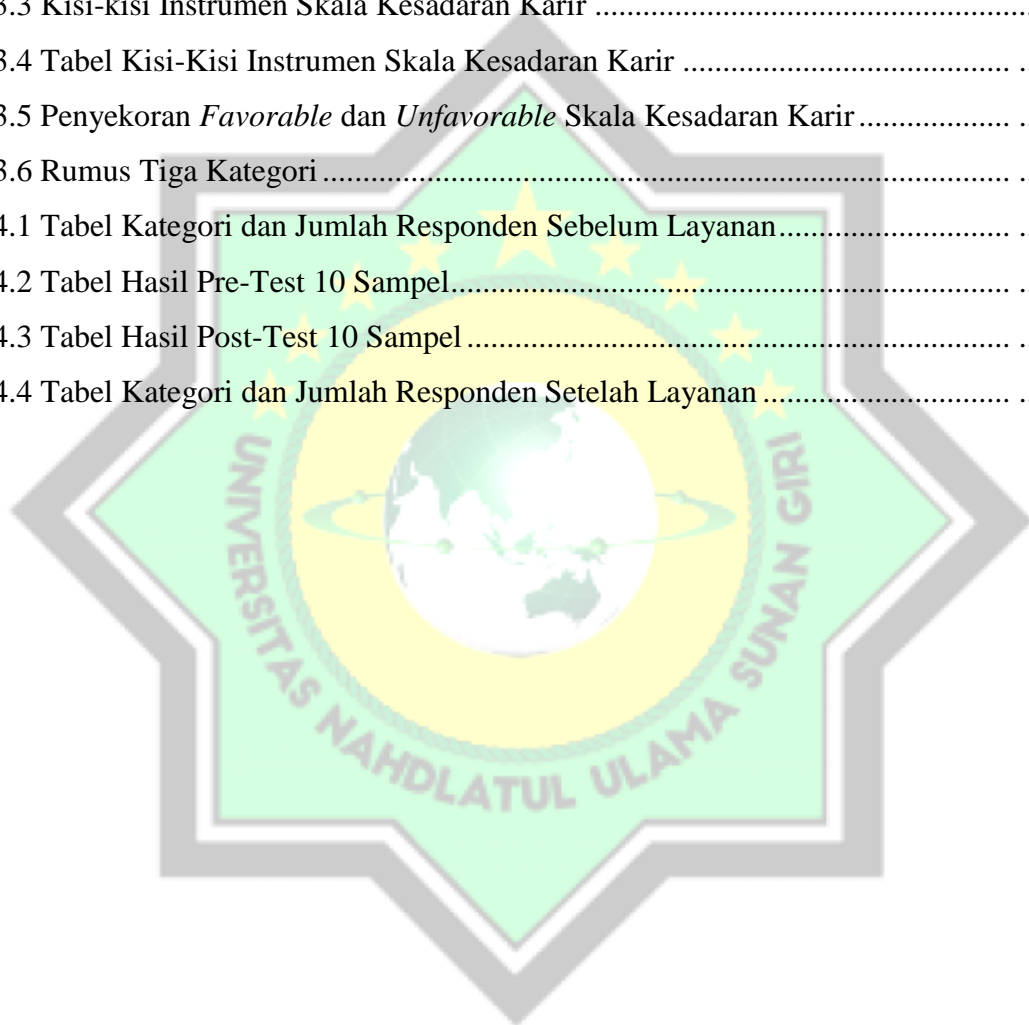 3.3 Kisi-kisi Instrumen Skala Kesadaran Karir ....................................................................
3.4 Tabel Kisi-Kisi Instrumen Skala Kesadaran Karir ..................................................... ..
3.5 Penyekoran Favorable dan Unfavorable Skala Kesadaran Karir ......................... ..
3.6 Rumus Tiga Kategori ................................................................................................ ..
4.1 Tabel Kategori dan Jumlah Responden Sebelum Layanan..................................... ..
4.2 Tabel Hasil Pre-Test 10 Sampel................................................................................ ..
4.3 Tabel Hasil Post-Test 10 Sampel .............................................................................. ..
4.4 Tabel Kategori dan Jumlah Responden Setelah Layanan ....................................... ..
UNIVERSITAS NAHDLATUL ULAMA SUNAN GIRI